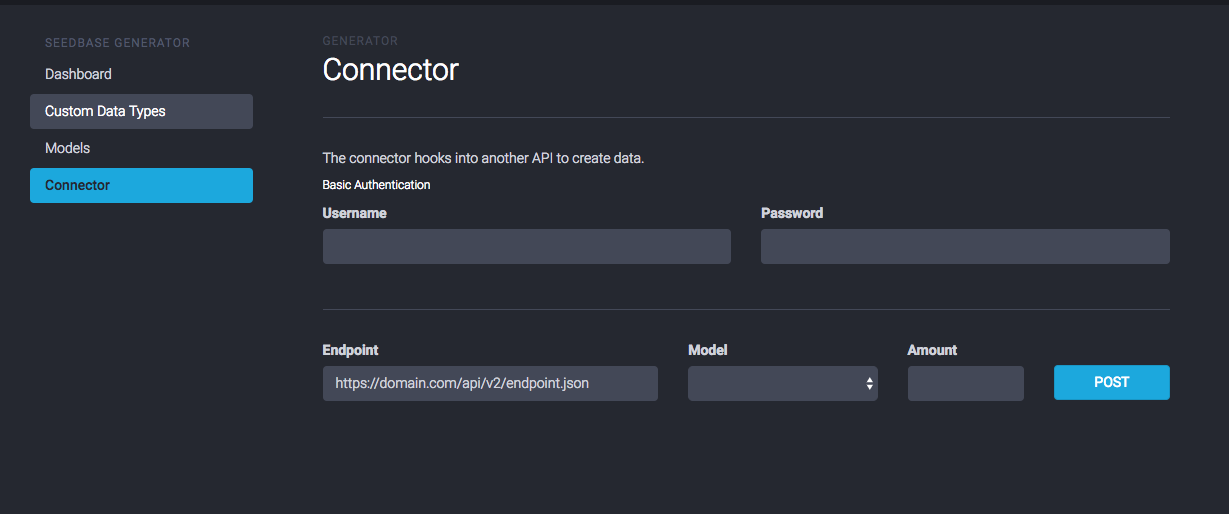 SEEDBASE GENERATOR
Dashboard
Custom Data Types
Models
Connector
GENERATOR
Connector
The connector hooks into another API to create data.
Basic Authentication
Username
Password
Endpoint
Model
Amount
https://domain.com/api/v2/endpoint.json
POST